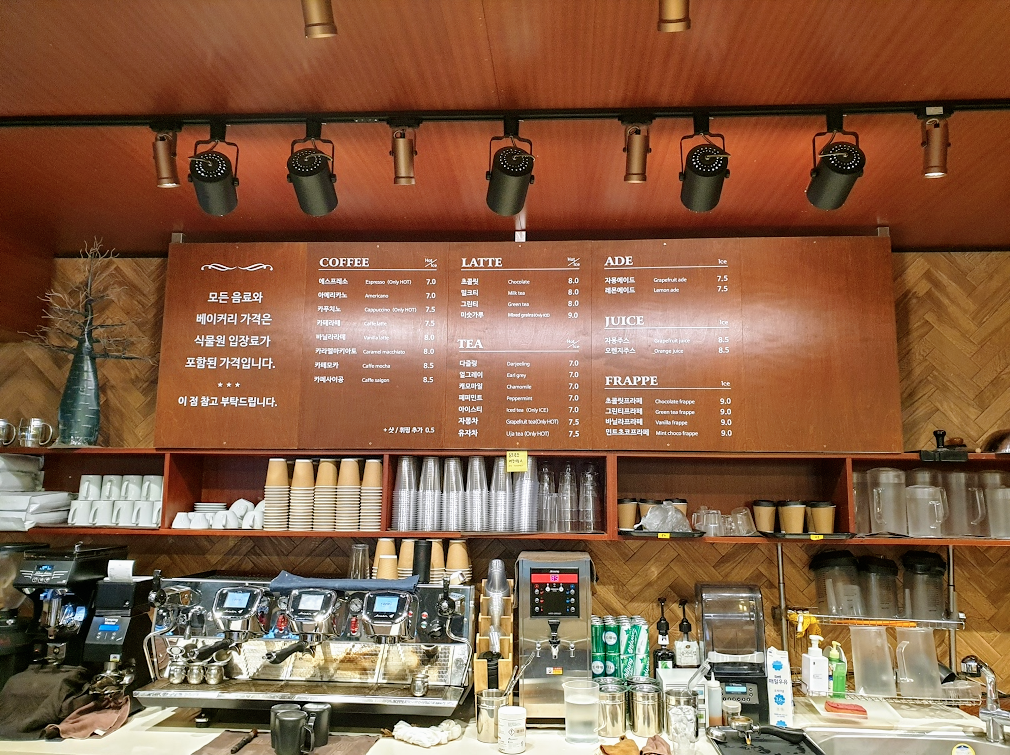 모든 음료와
베이커리 가격은
식물원 입장료가
포함된 가격입니다.
***
이 점 참고 부탁드립니다.
COFFEE Hot/Ice
에스프레소 Espresso (Only HOT) 7.0
아메리카노 Americano 7.0
카푸치노 Cappuccino (Only HOT) 7.5
카페라떼 Caffe latte 7.5
바닐라라떼 Vanilla latte 8.0
카라멜마키아토 Caramel macchiato 8.0
카페모카 Caffe mocha 8.5
카페사이공 Caffe saigon 8.5
+ 샷 / 휘핑 추가 0.5
LATTE Hot/Ice
초콜릿 Chocolate 8.0
밀크티 Milk tea 8.0
그린티 Green tea 8.0
미숫가루 Mixed grain 9.0
TEA Hot/Ice
다즐링 Darjeeling 7.0
얼그레이 Earl grey 7.0
캐모마일 Chamomile 7.0
페퍼민트 Peppermint 7.0
아이스티 Iced tea (Only ICE) 7.0
자몽차 Grapefruit tea(Only HOT) 7.5
유자차 Uja tea(Only HOT) 7.5
ADE Ice
자몽에이드 Grapefruit ade 7.5
레몬에이드 Lemon ade 7.5
JUICE Ice
자몽주스 Grapefruit juice 8.5
오렌지주스 Orange juice 8.5
FRAPPE Ice
초콜릿프라페 Chocolate frappe 9.0
그린티프라페 Green tea frappe 9.0
바닐라프라페 Vanilla frappe 9.0
민트초코프라페 Mint choco frappe 9.0